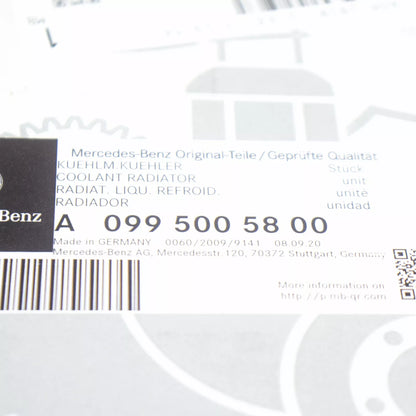 Mercedes-Benz Original-Teile / Geprüfte Qualität
KUEHLM.KUEHLER Stück
COOLANT RADIATOR unit
RADIAT. LIQU. REFROID. unité
RADIADOR unidad
Benz
A 099 500 58 00
Made in GERMANY 0060/2009/9141 08.09.20
Mercedes-Benz AG, Mercedesstr. 120, 70372 Stuttgart, Germany
More information on
http://p.mb-qr.com